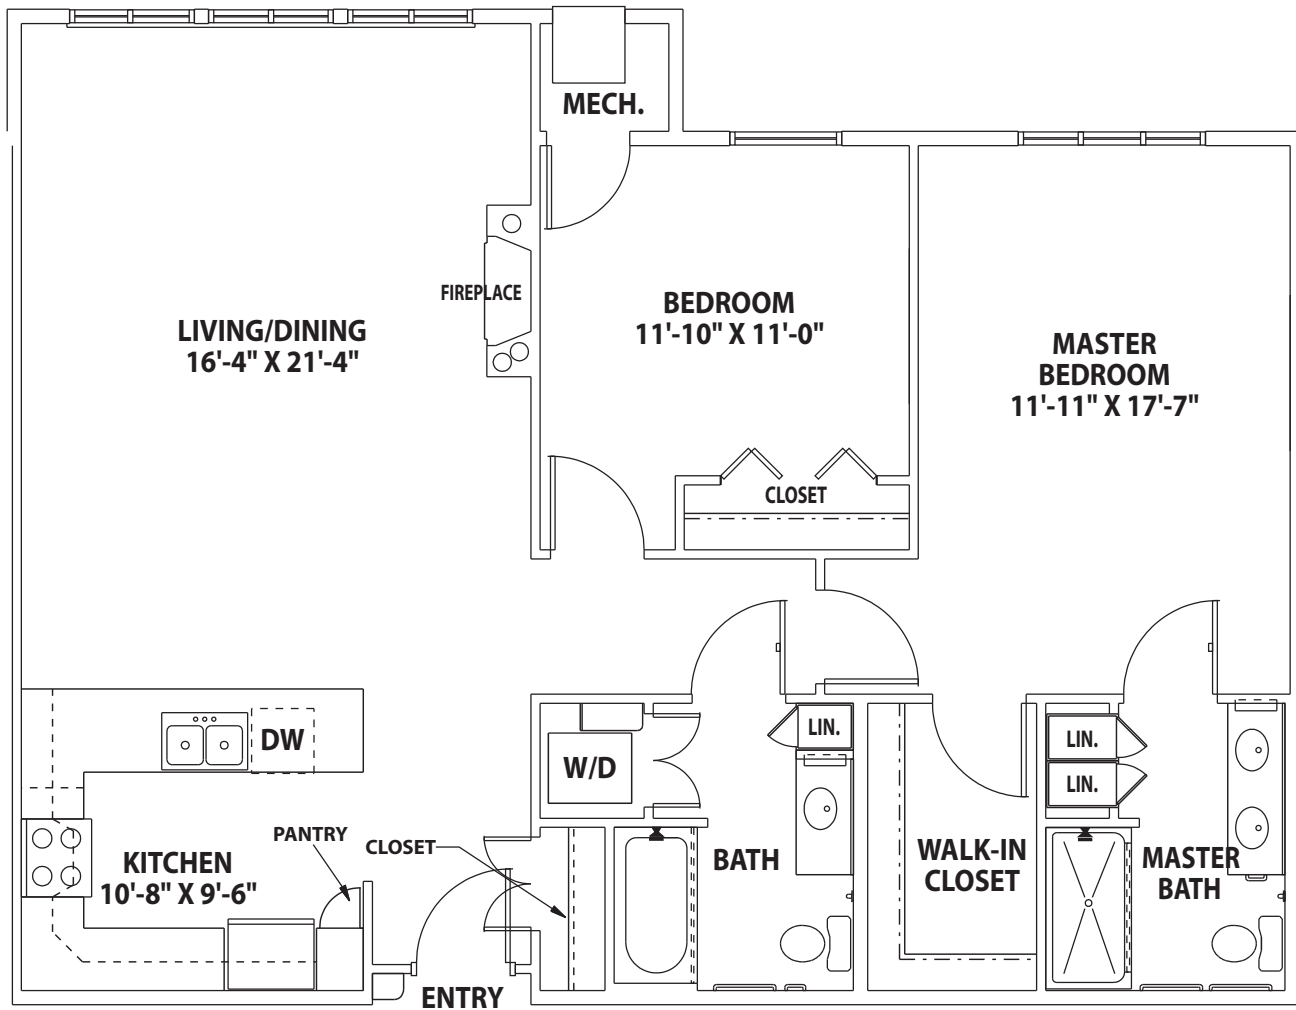 MECH.
FIREPLACE
LIVING/DINING
16'-4" X 21'-4"
BEDROOM
11'-10" X 11'-0"
MASTER
BEDROOM
11'-11" X 17'-7"
CLOSET
DW
W/D
LIN.
LIN.
LIN.
PANTRY
CLOSET
KITCHEN
10'-8" X 9'-6"
BATH
WALK-IN
CLOSET
MASTER
BATH
ENTRY